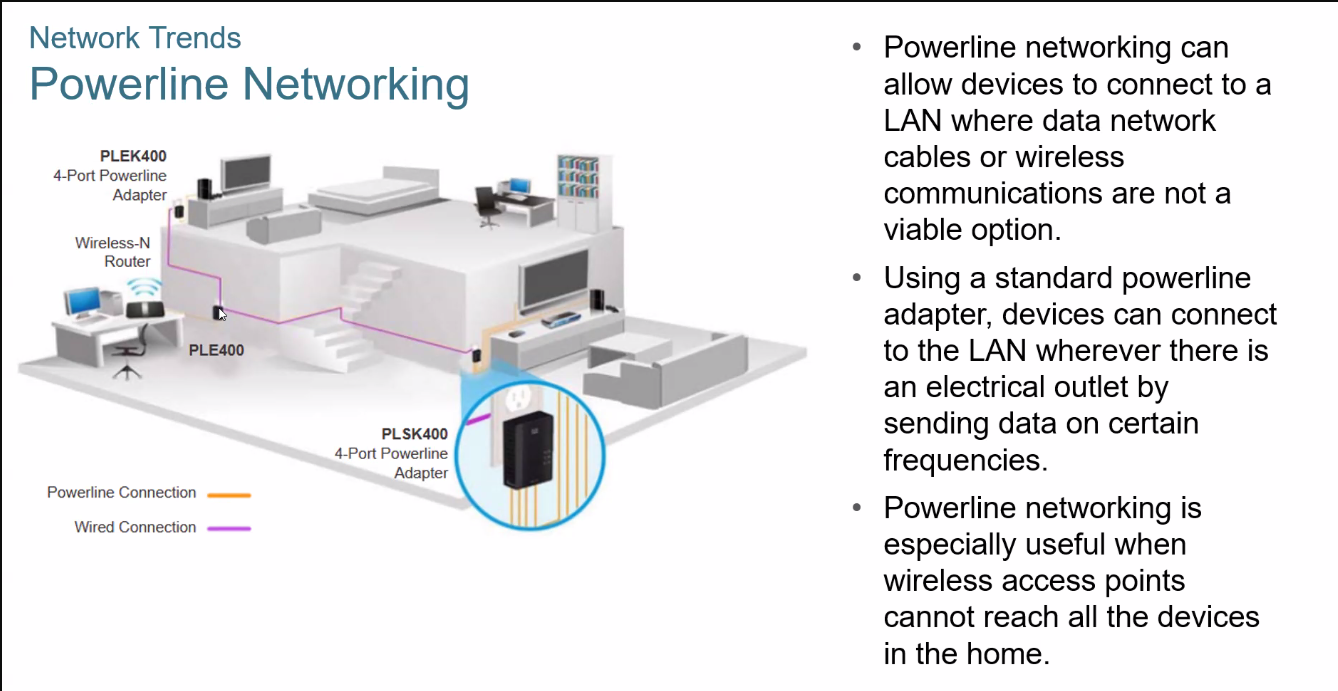 Network Trends
Powerline Networking
PLEK400
4-Port Powerline
Adapter
Wireless-N
Router
PLE400
PLSK400
4-Port Powerline
Adapter
Powerline Connection
Wired Connection
• Powerline networking can
allow devices to connect to a
LAN where data network
cables or wireless
communications are not a
viable option.
• Using a standard powerline
adapter, devices can connect
to the LAN wherever there is
an electrical outlet by
sending data on certain
frequencies.
• Powerline networking is
especially useful when
wireless access points
cannot reach all the devices
in the home.